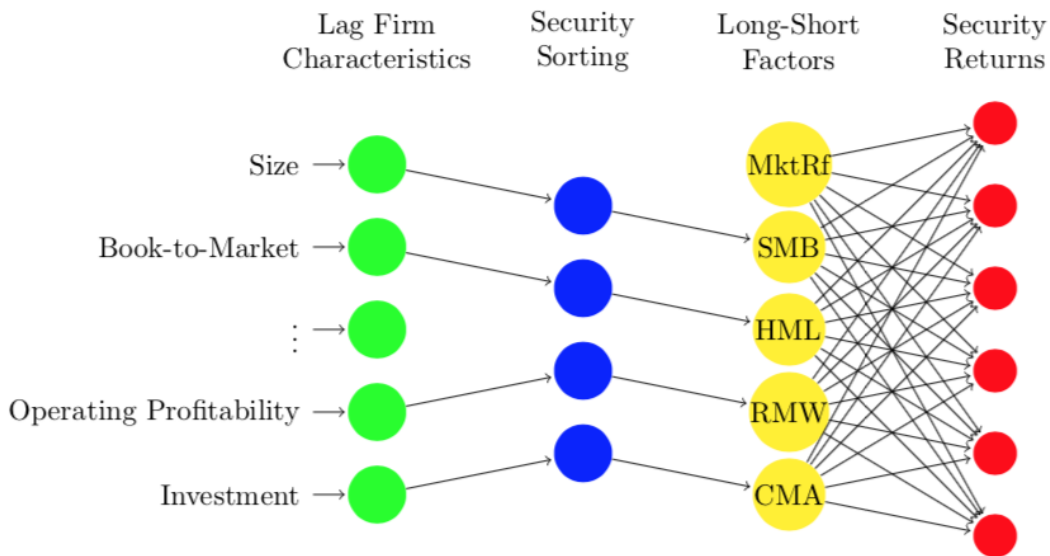 Lag Firm
Characteristics
Security
Sorting
Long-Short
Factors
Security
Returns
Size
Book-to-Market
⋮
Operating Profitability
Investment
MktRf
SMB
HML
RMW
CMA